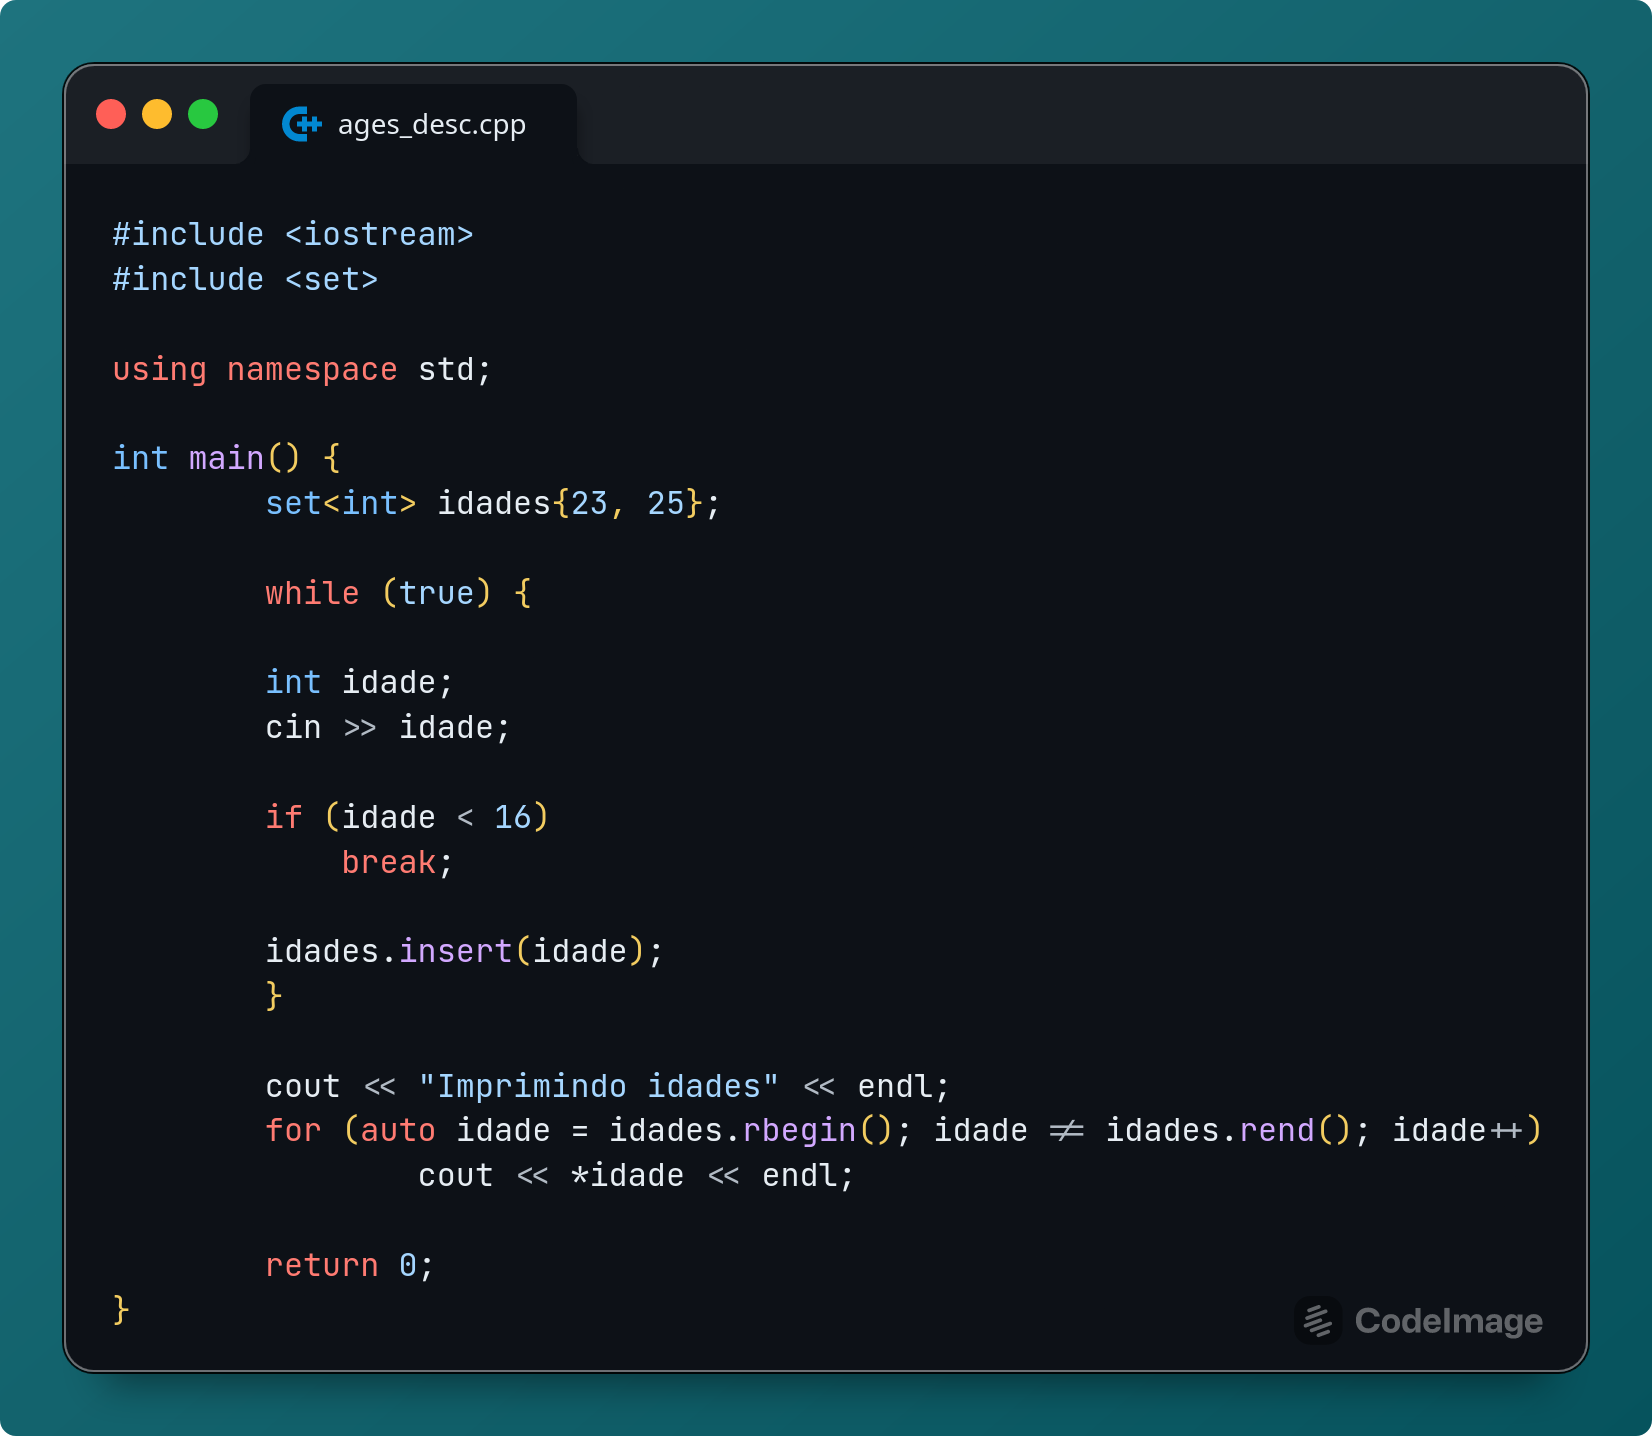 ages_desc.cpp
#include <iostream>
#include <set>
using namespace std;
int main() {
set<int> idades{23, 25};
while (true) {
int idade;
cin >> idade;
if (idade < 16)
break;
idades.insert(idade);
}
cout << "Imprimindo idades" << endl;
for (auto idade = idades.rbegin(); idade != idades.rend(); idade++)
cout << *idade << endl;
return 0;
}
CodeImage